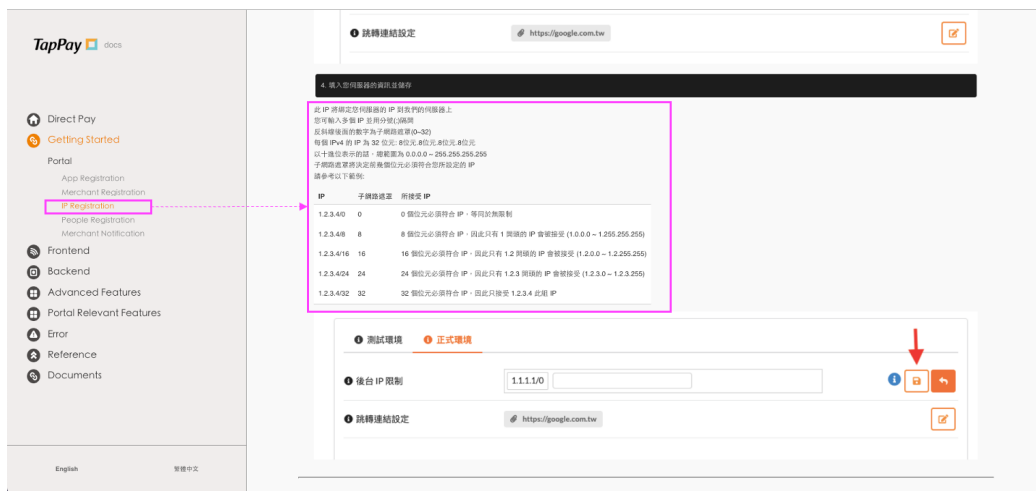 TapPay docs
Direct Pay
Getting Started
Portal
App Registration
Merchant Registration
IP Registration
People Registration
Merchant Notification
Frontend
Backend
Advanced Features
Portal Relevant Features
Error
Reference
Documents
English
繁體中文
跳轉連結設定
https://google.com.tw
4. 填入您伺服器的資訊並儲存
此 IP 將綁定您伺服器的 IP 到我們的伺服器上
您可輸入多個 IP 並用分號(;)隔開
反斜線後面的數字為子網路遮罩(0~32)
每個 IPv4 的 IP 為 32 位元: 8位元.8位元.8位元.8位元
以十進位表示的話，總範圍為 0.0.0.0 ~ 255.255.255.255
子網路遮罩將決定前幾個位元必須符合您所設定的 IP
請參考以下範例:
IP 子網路遮罩 所接受 IP
1.2.3.4/0 0 0 個位元必須符合 IP，等同於無限制
1.2.3.4/8 8 8 個位元必須符合 IP，因此只有 1 開頭的 IP 會被接受 (1.0.0.0 ~ 1.255.255.255)
1.2.3.4/16 16 16 個位元必須符合 IP，因此只有 1.2 開頭的 IP 會被接受 (1.2.0.0 ~ 1.2.255.255)
1.2.3.4/24 24 24 個位元必須符合 IP，因此只有 1.2.3 開頭的 IP 會被接受 (1.2.3.0 ~ 1.2.3.255)
1.2.3.4/32 32 32 個位元必須符合 IP，因此只接受 1.2.3.4 此組 IP
測試環境 正式環境
後台 IP 限制 1.1.1.1/0
跳轉連結設定 https://google.com.tw